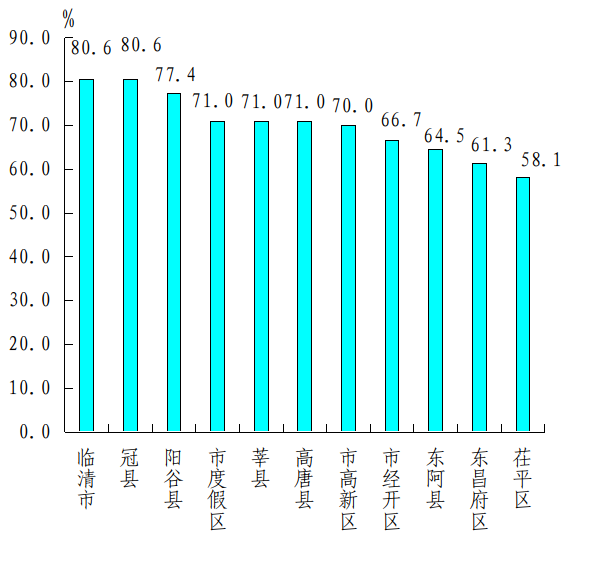 %
90.0
80.0
70.0
60.0
50.0
40.0
30.0
20.0
10.0
0.0
80.6
80.6
77.4
71.0
71.0
71.0
70.0
66.7
64.5
61.3
58.1
临清市
冠县
阳谷县
市度假区
莘县
高唐县
市高新区
市经开区
东阿县
东昌府区
茌平区